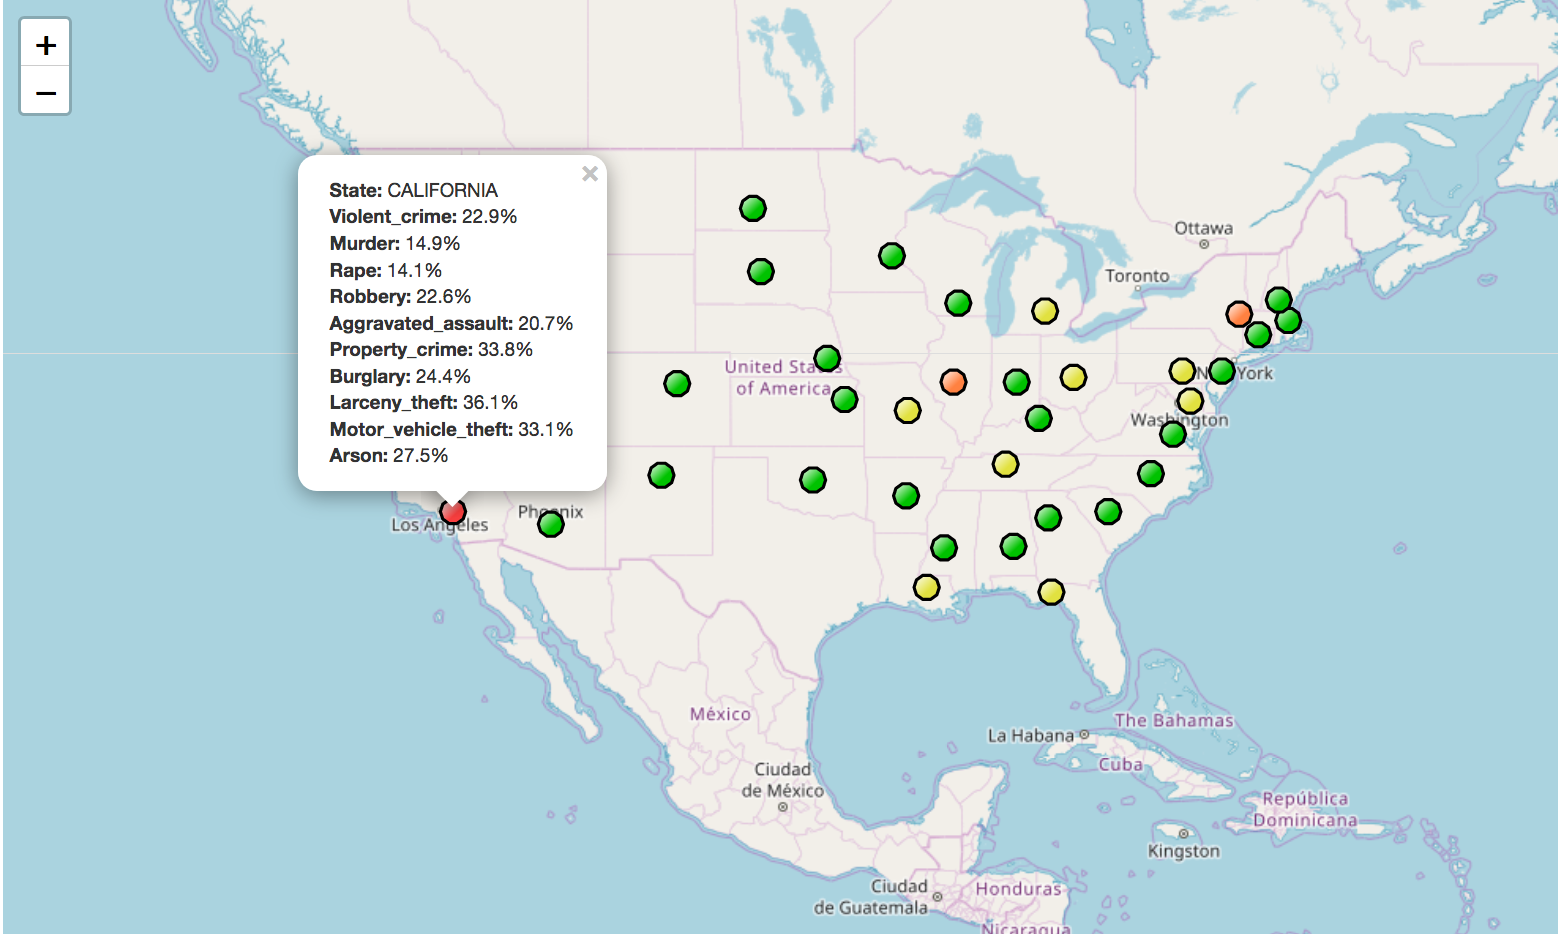 +
−
×
State: CALIFORNIA
Violent_crime: 22.9%
Murder: 14.9%
Rape: 14.1%
Robbery: 22.6%
Aggravated_assault: 20.7%
Property_crime: 33.8%
Burglary: 24.4%
Larceny_theft: 36.1%
Motor_vehicle_theft: 33.1%
Arson: 27.5%
Ottawa
Toronto
United States
of America
York
Washington
Los Angeles
Phoenix
México
Ciudad
de México
La Habana
The Bahamas
Cuba
República
Dominicana
Kingston
Ciudad
de Guatemala
Honduras
Nicaragua